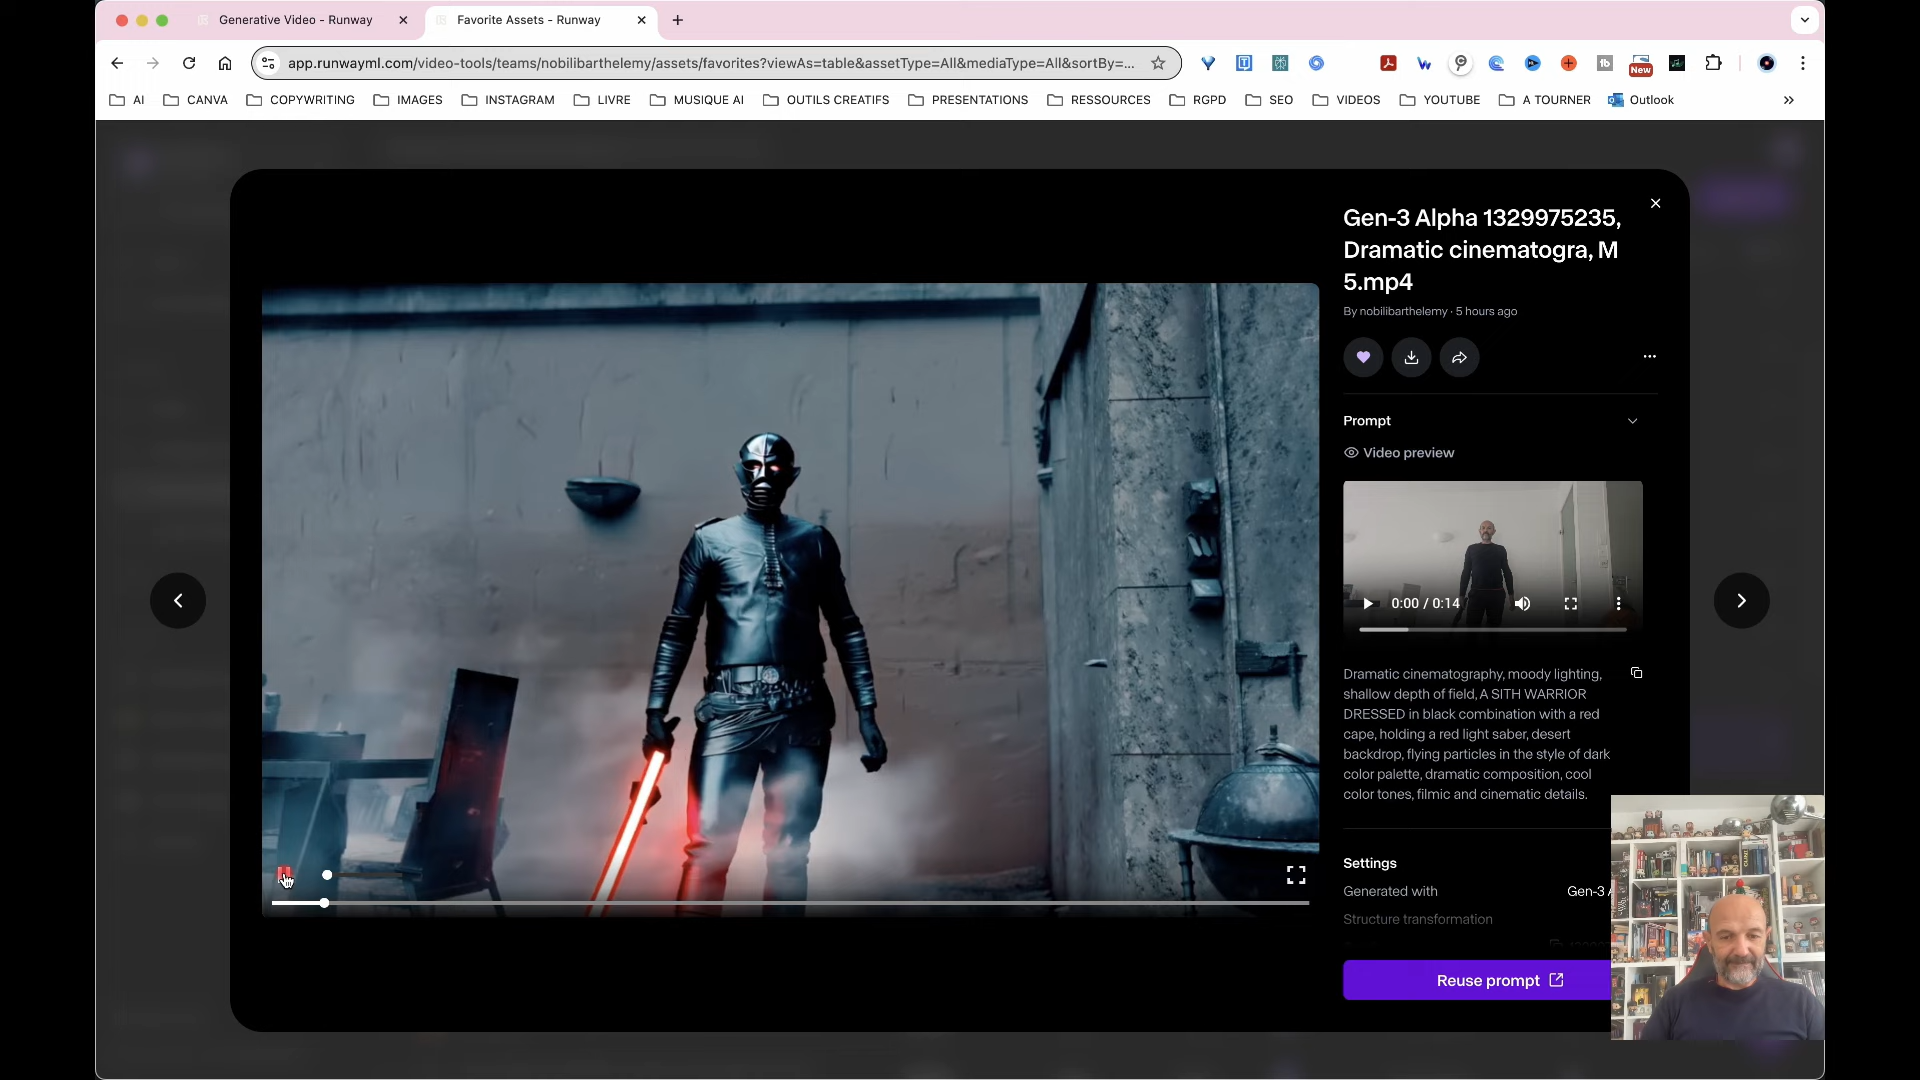 Generative Video - Runway
Favorite Assets - Runway
app.runwayml.com/video-tools/teams/nobilibarthelemy/assets/favorites?viewAs=table&assetType=All&mediaType=All&sortBy=...
New
AI
CANVA
COPYWRITING
IMAGES
INSTAGRAM
LIVRE
MUSIQUE AI
OUTILS CREATIFS
PRESENTATIONS
RESSOURCES
RGPD
SEO
VIDEOS
YOUTUBE
A TOURNER
Outlook
Gen-3 Alpha 1329975235,
Dramatic cinematogra, M
5.mp4
By nobilibarthelemy · 5 hours ago
Prompt
Video preview
0:00 / 0:14
Dramatic cinematography, moody lighting,
shallow depth of field, A SITH WARRIOR
DRESSED in black combination with a red
cape, holding a red light saber, desert
backdrop, flying particles in the style of dark
color palette, dramatic composition, cool
color tones, filmic and cinematic details.
Settings
Generated with
Gen-3
Structure transformation
Reuse prompt